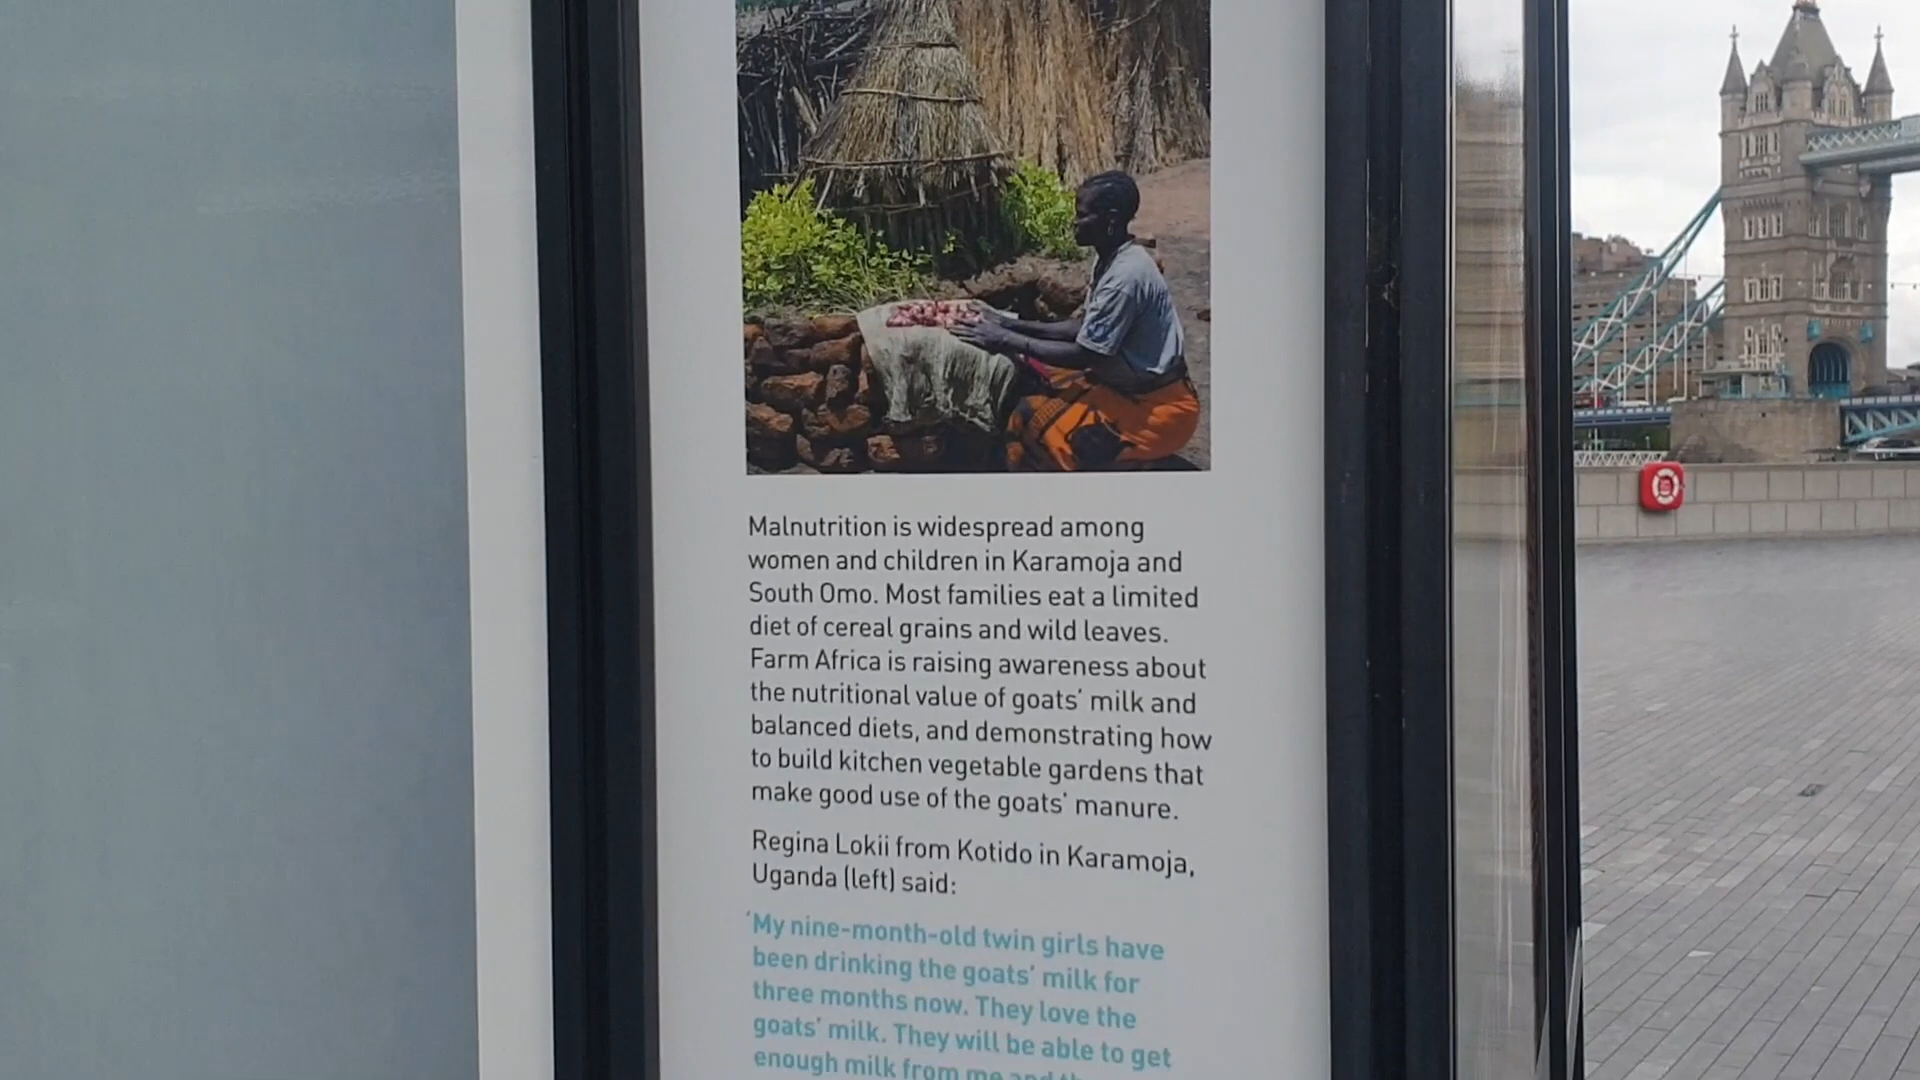 Malnutrition is widespread among
women and children in Karamoja and
South Omo. Most families eat a limited
diet of cereal grains and wild leaves.
Farm Africa is raising awareness about
the nutritional value of goats' milk and
balanced diets, and demonstrating how
to build kitchen vegetable gardens that
make good use of the goats' manure.
Regina Lokii from Kotido in Karamoja,
Uganda (left) said:
'My nine-month-old twin girls have
been drinking the goats' milk for
three months now. They love the
goats' milk. They will be able to get
enough milk from me and